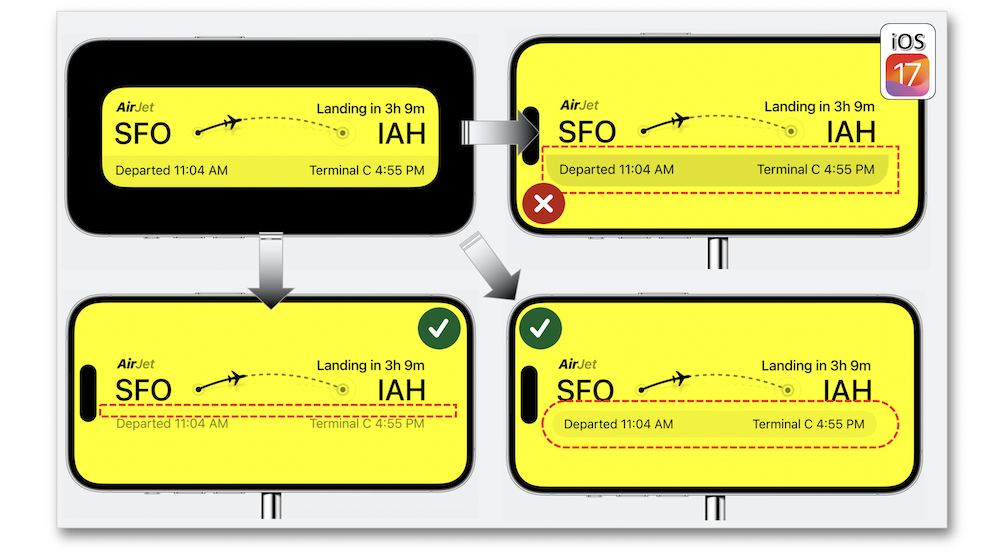 iOS
17
AirJet
Landing in 3h 9m
SFO
IAH
Departed 11:04 AM
Terminal C 4:55 PM
AirJet
Landing in 3h 9m
SFO
IAH
Departed 11:04 AM
Terminal C 4:55 PM
AirJet
Landing in 3h 9m
SFO
IAH
Departed 11:04 AM
Terminal C 4:55 PM
AirJet
Landing in 3h 9m
SFO
IAH
Departed 11:04 AM
Terminal C 4:55 PM